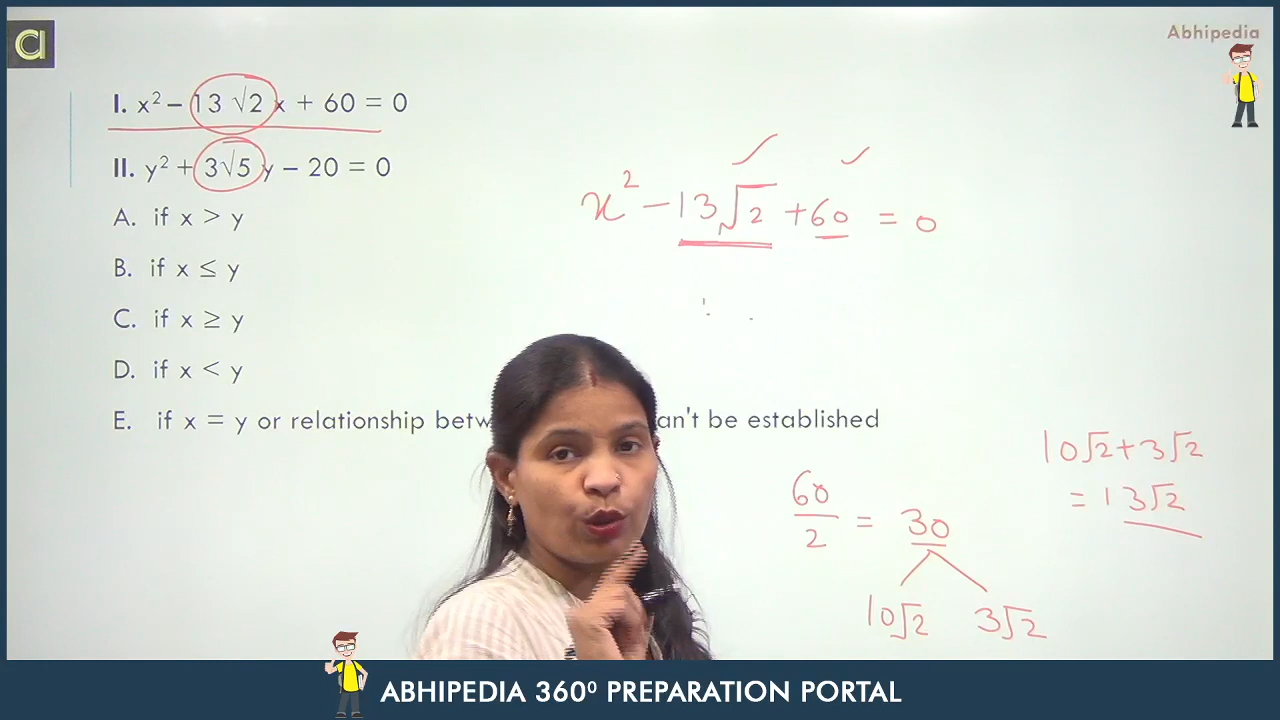 a
Abhipedia
I. x² – 13 √2 x + 60 = 0
II. y² + 3√5 y – 20 = 0
A. if x > y
B. if x ≤ y
C. if x ≥ y
D. if x < y
E. if x = y or relationship betw an't be established
x² – 13√2 + 60 = 0
10√2 + 3√2
= 13√2
60/2 = 30
10√2 3√2
ABHIPEDIA 360⁰ PREPARATION PORTAL